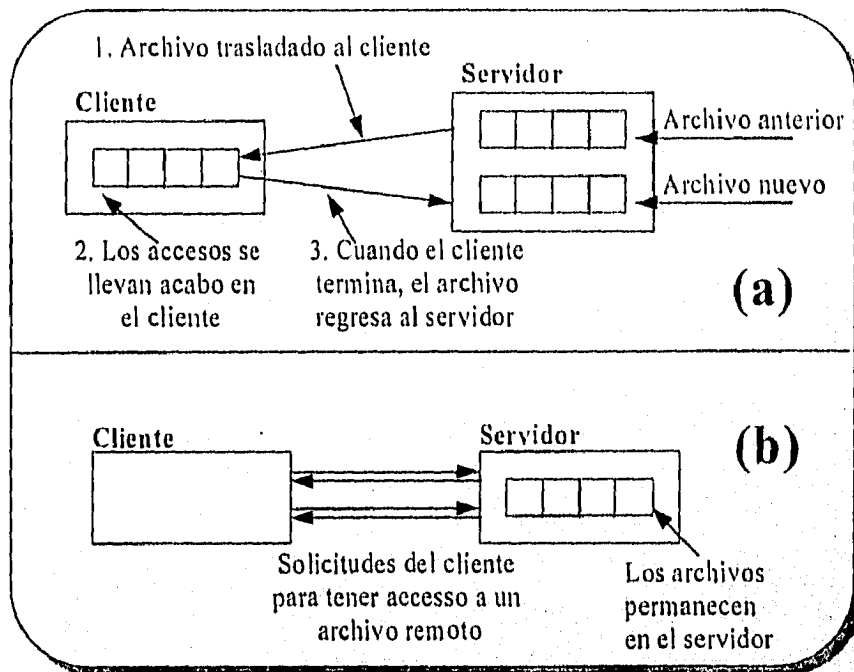 1. Archivo trasladado al cliente
Servidor
Cliente
Archivo anterior
Archivo nuevo
2. Los accesos se
llevan acabo en
el cliente
3. Cuando el cliente
termina, el archivo
regresa al servidor
(a)
Cliente
Servidor
(b)
Solicitudes del cliente
para tener accesso a un
archivo remoto
Los archivos
permanecen
en el servidor